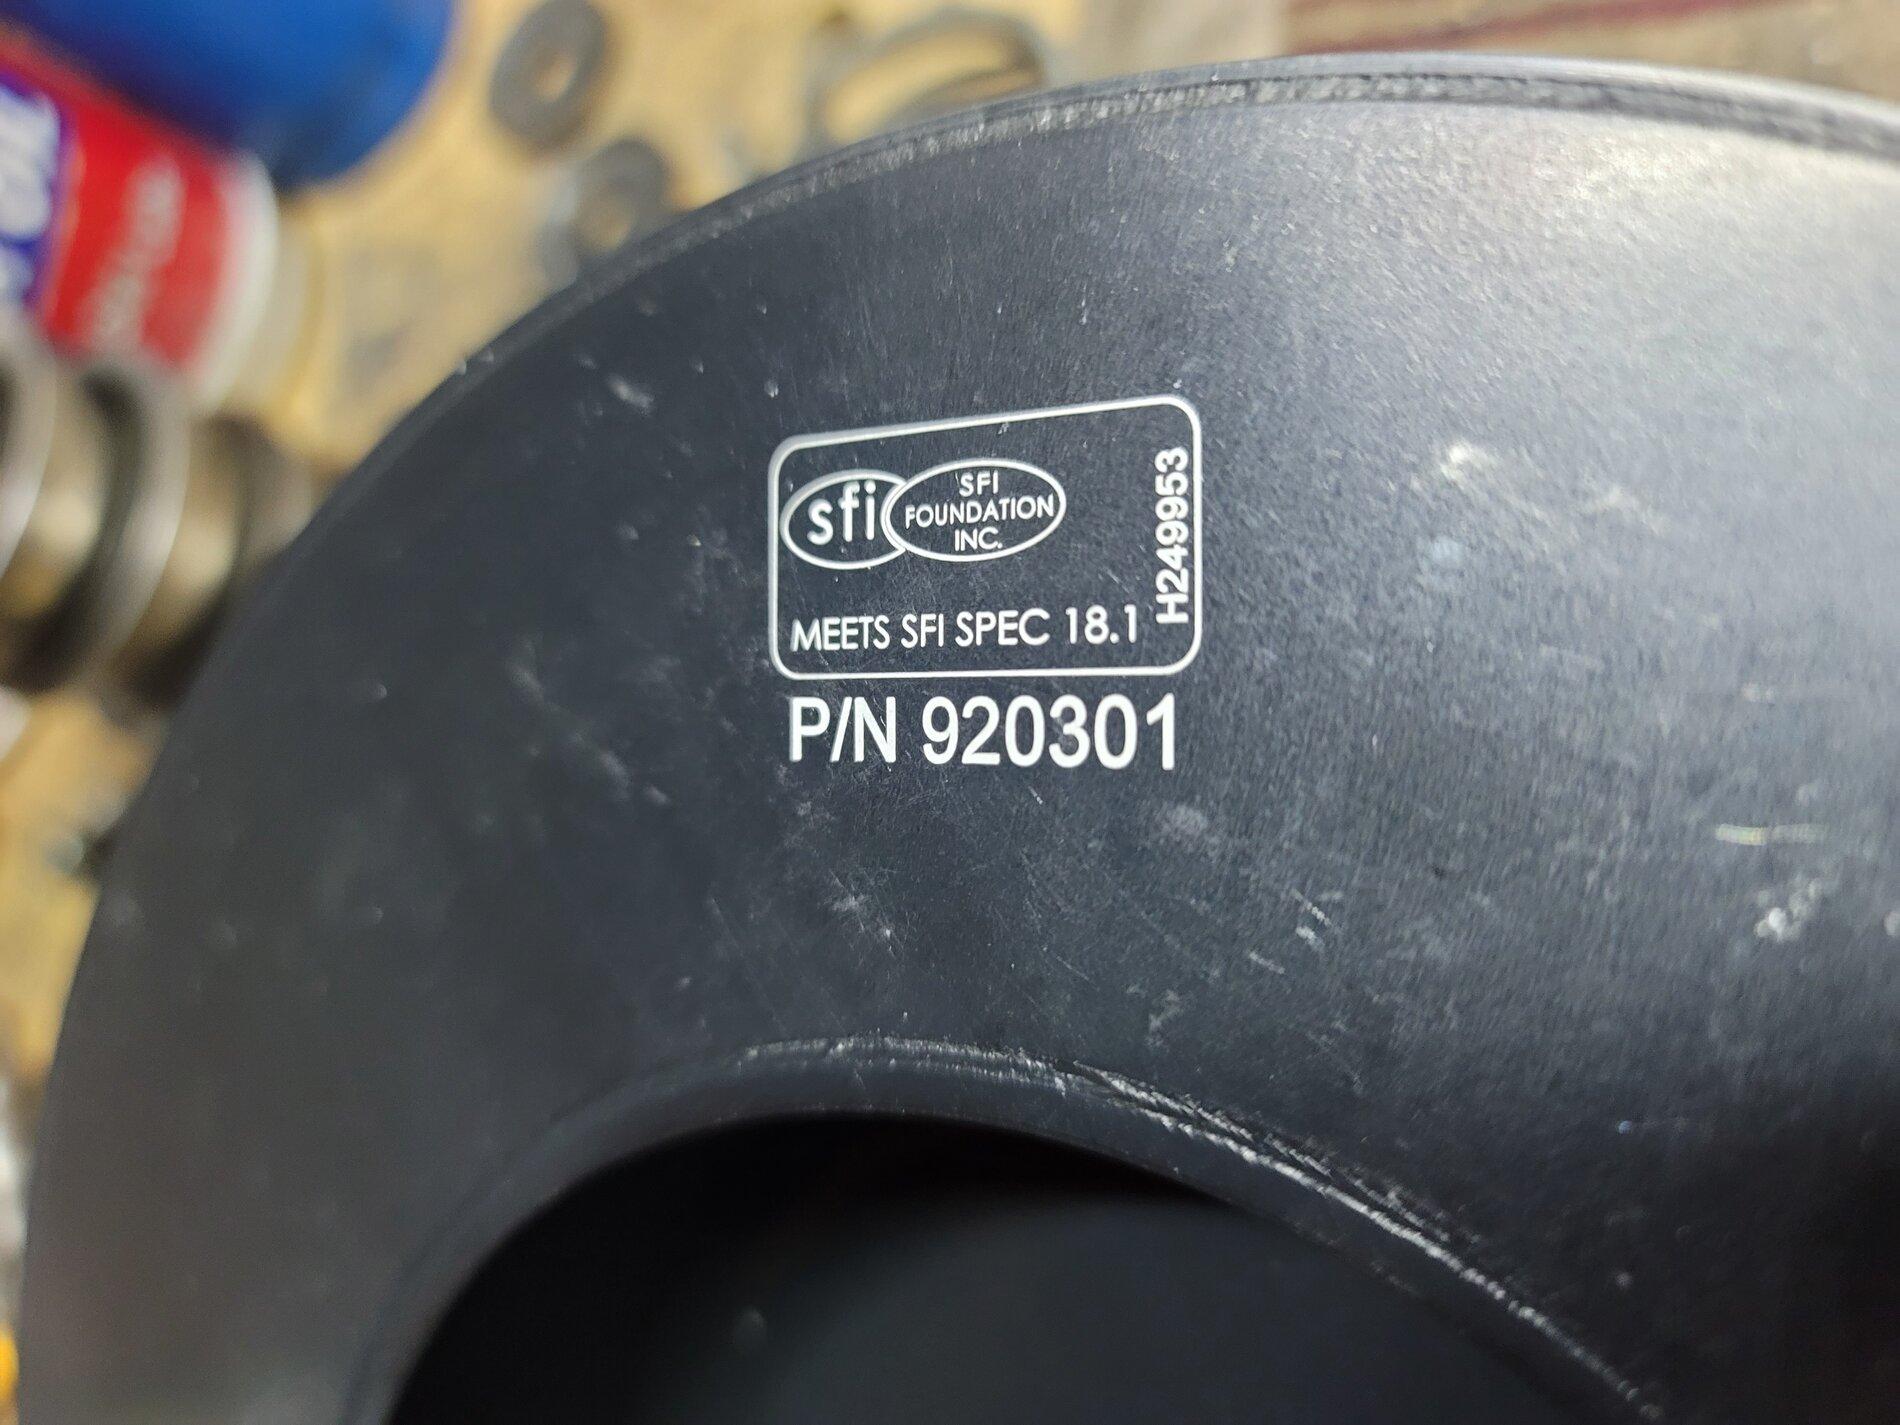 sfi
SFI
FOUNDATION
INC.
MEETS SFI SPEC 18.1
H249953
P/N 920301